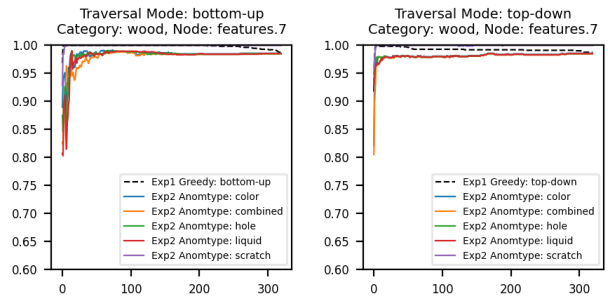 Traversal Mode: bottom-up
Category: wood, Node: features.7
1.00
0.95
0.90
0.85
0.80
0.75
0.70
0.65
0.60
0
100
200
300
Exp1 Greedy: bottom-up
Exp2 Anomtype: color
Exp2 Anomtype: combined
Exp2 Anomtype: hole
Exp2 Anomtype: liquid
Exp2 Anomtype: scratch
Traversal Mode: top-down
Category: wood, Node: features.7
1.00
0.95
0.90
0.85
0.80
0.75
0.70
0.65
0.60
0
100
200
300
Exp1 Greedy: top-down
Exp2 Anomtype: color
Exp2 Anomtype: combined
Exp2 Anomtype: hole
Exp2 Anomtype: liquid
Exp2 Anomtype: scratch